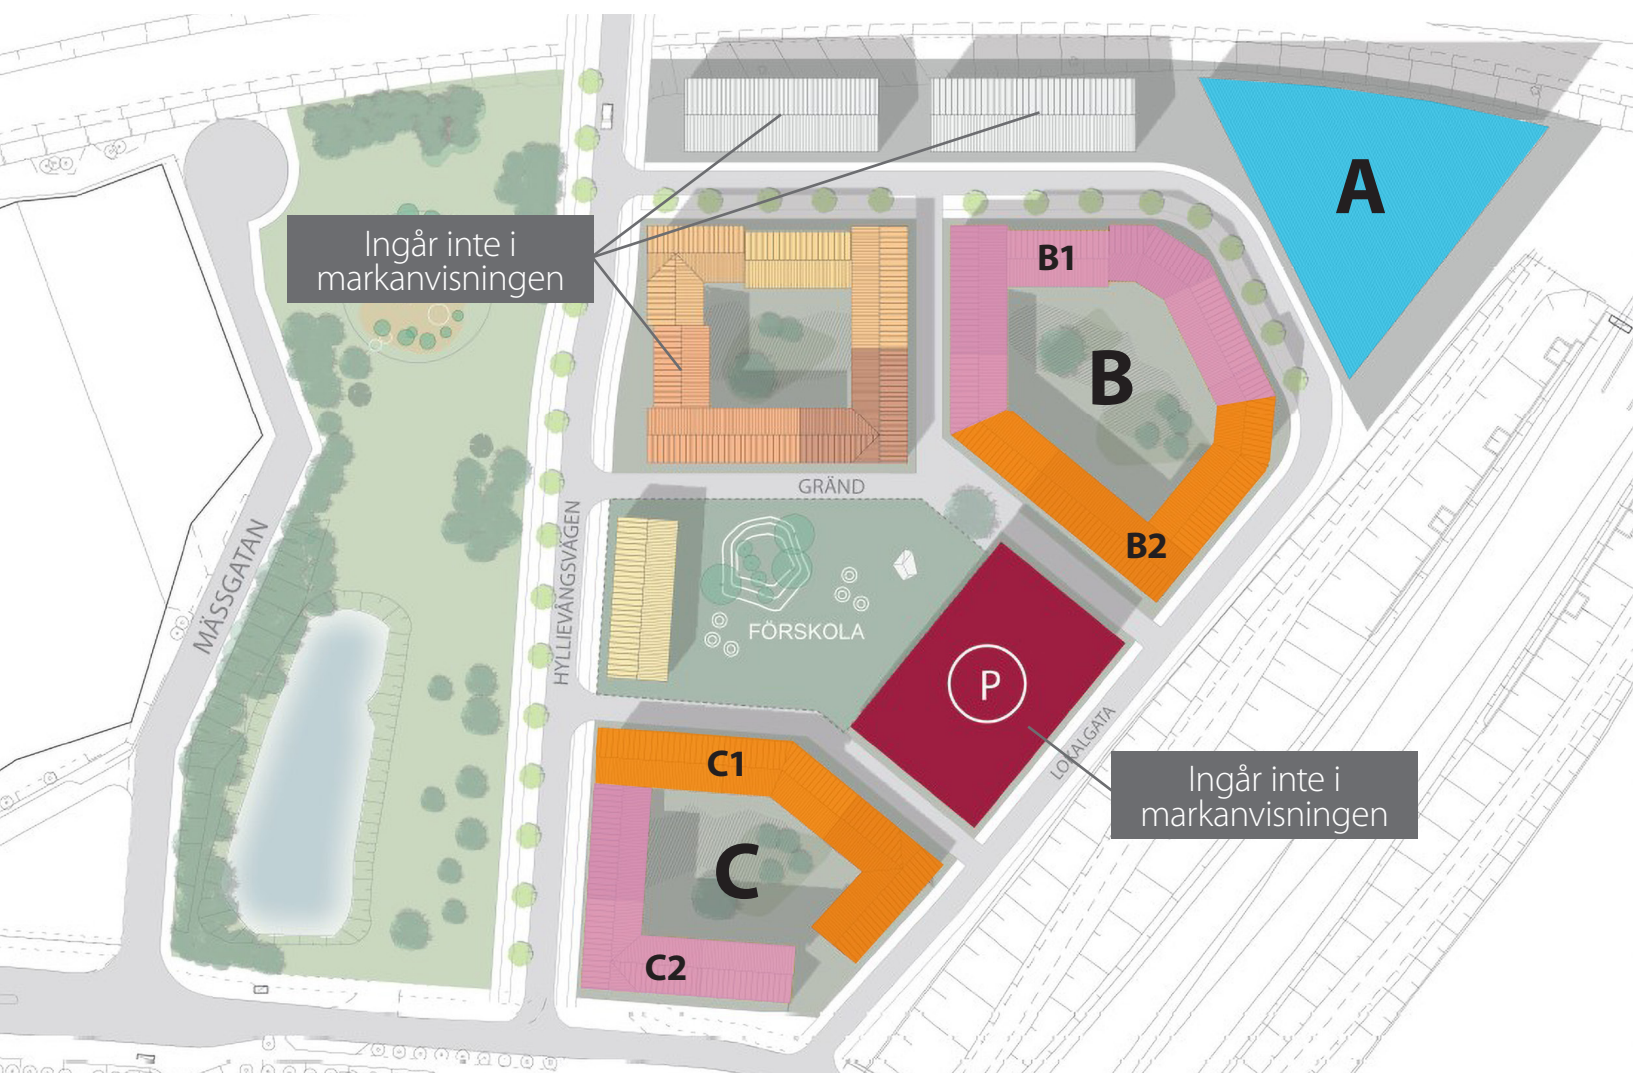 A
Ingår inte i
markanvisningen
B1
B
GRÄND
B2
MÄSSGATAN
HYLLIEVÅNGSVÄGEN
FÖRSKOLA
P
LOKALGATA
C1
Ingår inte i
markanvisningen
C
C2